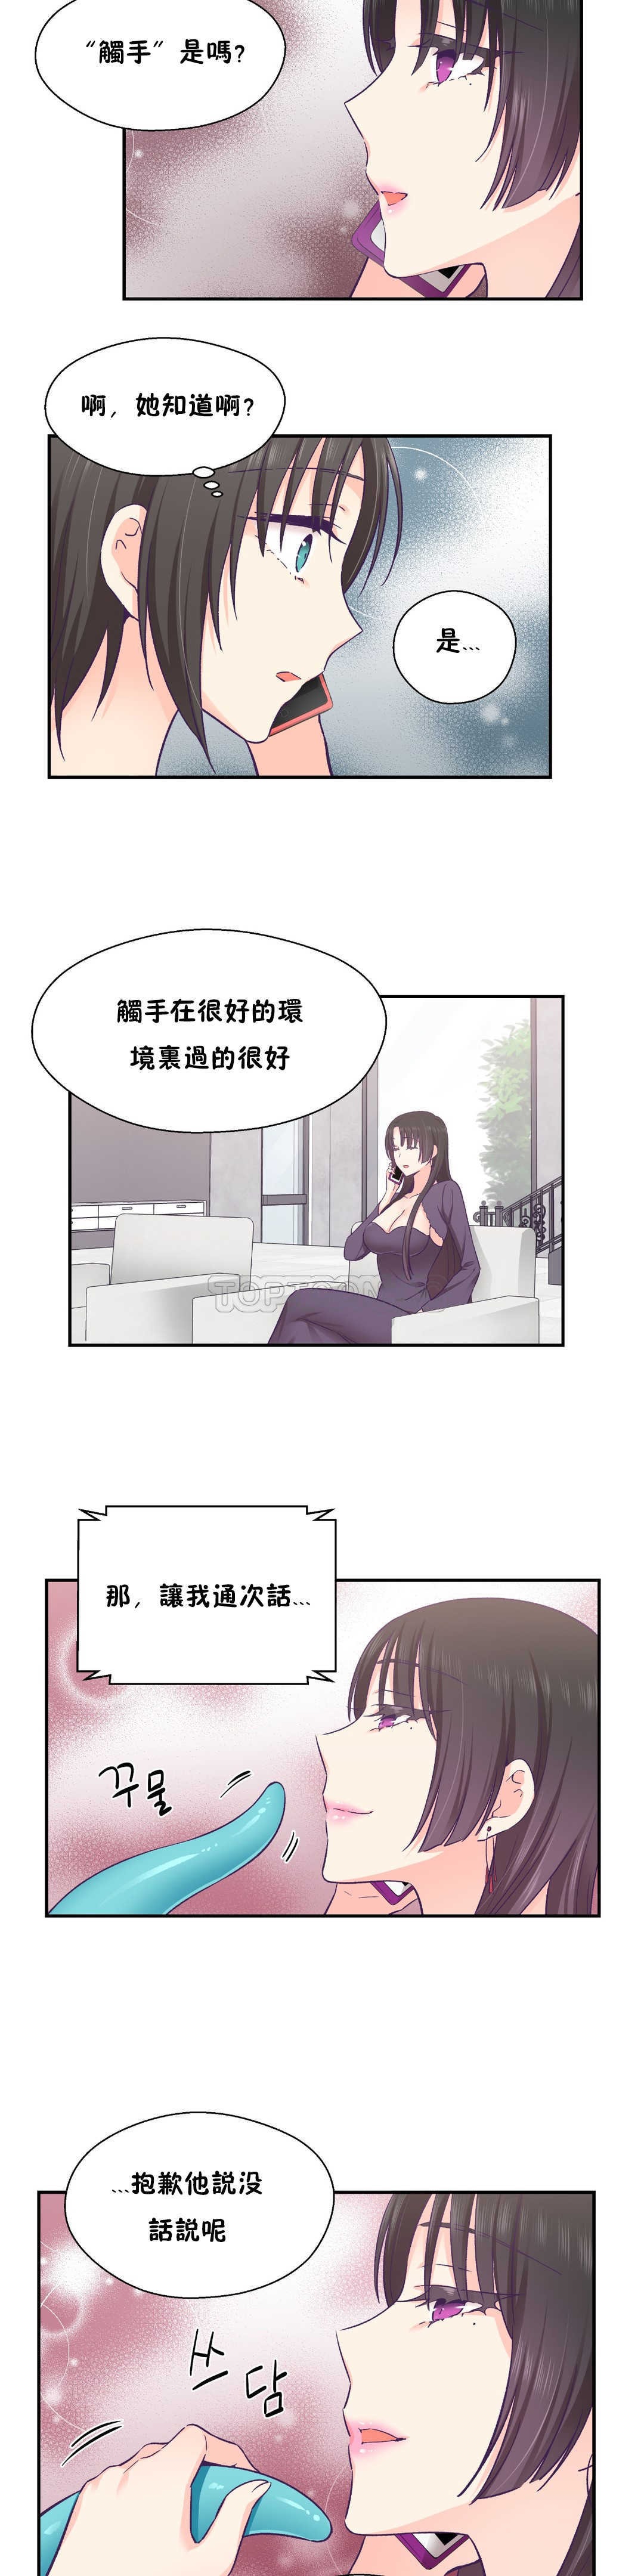 “觸手”是嗎?
啊，她知道啊?
是...
觸手在很好的環
境裏過的很好
TOPTOON
那，讓我通次話...
꾸물
...抱歉他説没
話説呢
쓰담